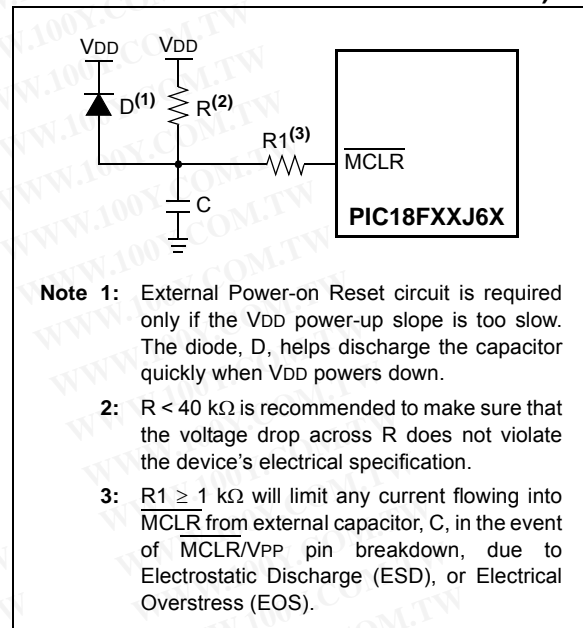 VDD VDD
D(1) R(2)
R1(3)
MCLR
C
PIC18FXXJ6X
Note 1: External Power-on Reset circuit is required
only if the VDD power-up slope is too slow.
The diode, D, helps discharge the capacitor
quickly when VDD powers down.
2: R < 40 kΩ is recommended to make sure that
the voltage drop across R does not violate
the device's electrical specification.
3: R1 ≥ 1 kΩ will limit any current flowing into
MCLR from external capacitor, C, in the event
of MCLR/VPP pin breakdown, due to
Electrostatic Discharge (ESD), or Electrical
Overstress (EOS).
WWW.100Y.COM.TW